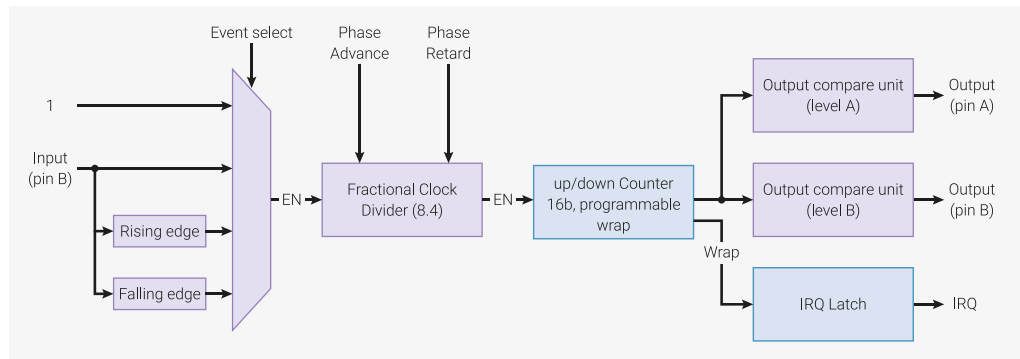 Event select
Phase
Advance
Phase
Retard
1
Input
(pin B)
Rising edge
Falling edge
EN
Fractional Clock
Divider (8.4)
EN
up/down Counter
16b, programmable
wrap
Wrap
Output compare unit
(level A)
Output
(pin A)
Output compare unit
(level B)
Output
(pin B)
IRQ Latch
IRQ